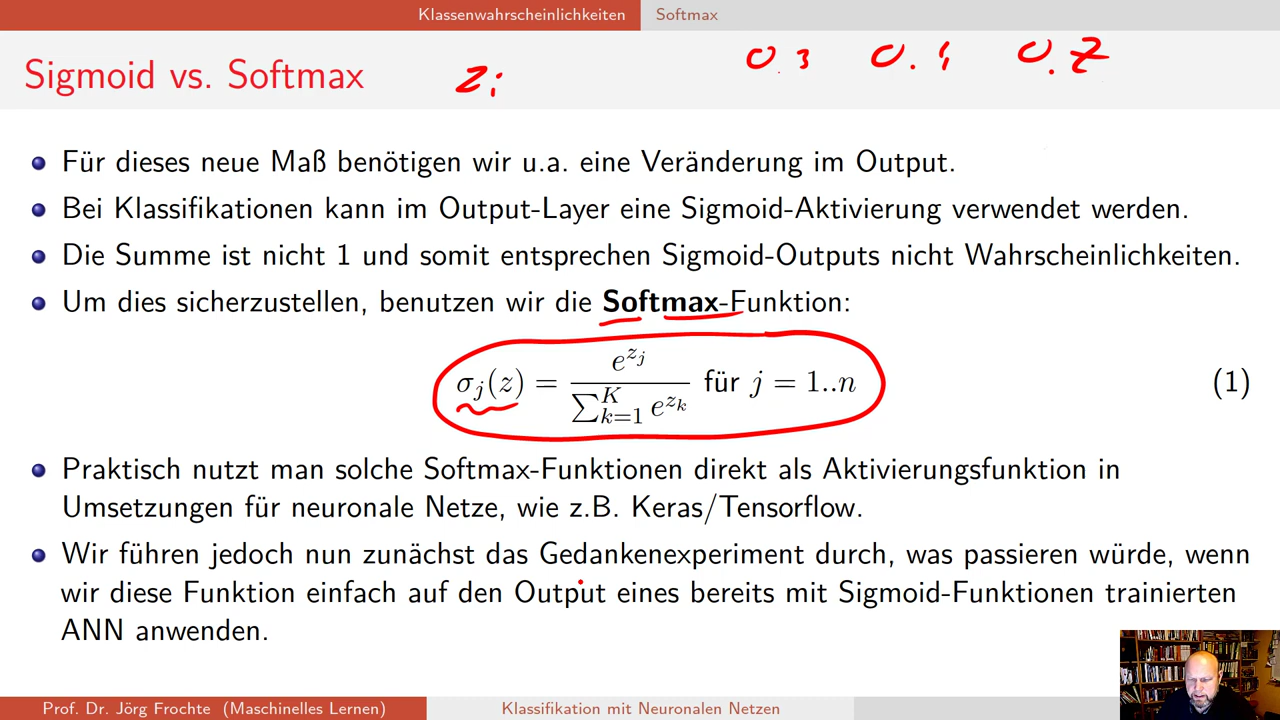 Klassenwahrscheinlichkeiten Softmax
0.3 0.1 0.7
Sigmoid vs. Softmax zi
Für dieses neue Maß benötigen wir u.a. eine Veränderung im Output.
Bei Klassifikationen kann im Output-Layer eine Sigmoid-Aktivierung verwendet werden.
Die Summe ist nicht 1 und somit entsprechen Sigmoid-Outputs nicht Wahrscheinlichkeiten.
Um dies sicherzustellen, benutzen wir die Softmax-Funktion:
σ_j(z) = e^{z_j} / ∑_{k=1}^{K} e^{z_k} für j = 1..n (1)
Praktisch nutzt man solche Softmax-Funktionen direkt als Aktivierungsfunktion in
Umsetzungen für neuronale Netze, wie z.B. Keras/Tensorflow.
Wir führen jedoch nun zunächst das Gedankenexperiment durch, was passieren würde, wenn
wir diese Funktion einfach auf den Output eines bereits mit Sigmoid-Funktionen trainierten
ANN anwenden.
Prof. Dr. Jörg Frochte (Maschinelles Lernen) Klassifikation mit Neuronalen Netzen